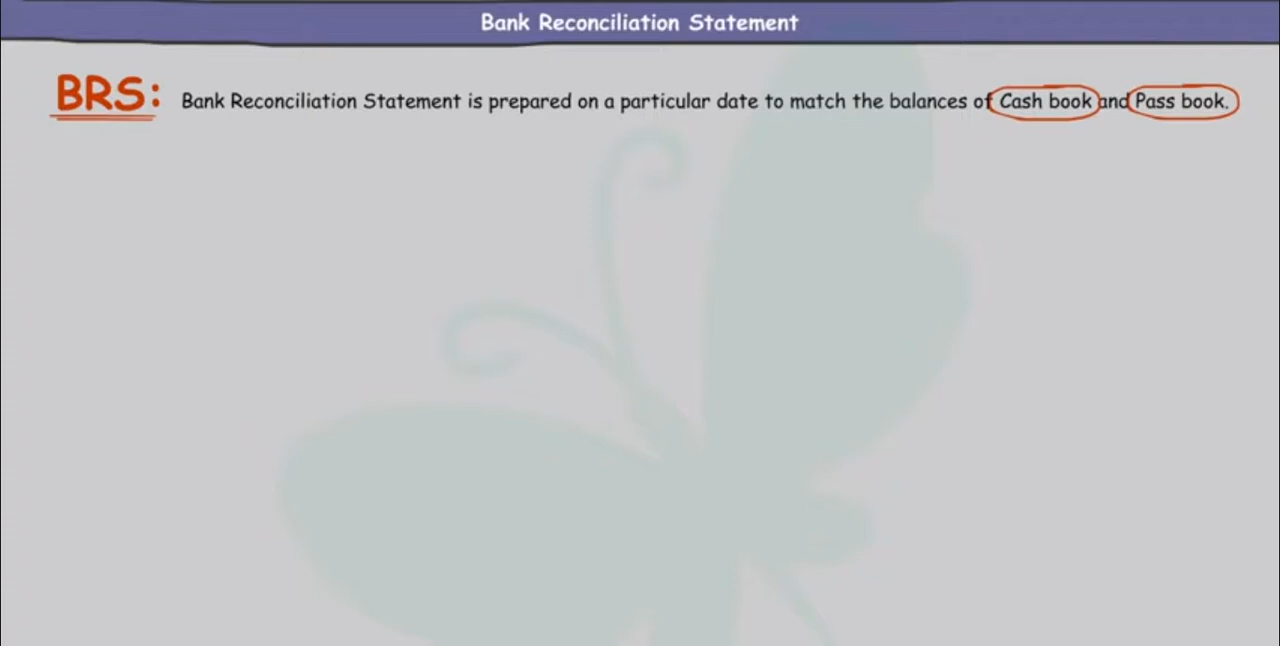 Bank Reconciliation Statement
BRS: Bank Reconciliation Statement is prepared on a particular date to match the balances of Cash book and Pass book.